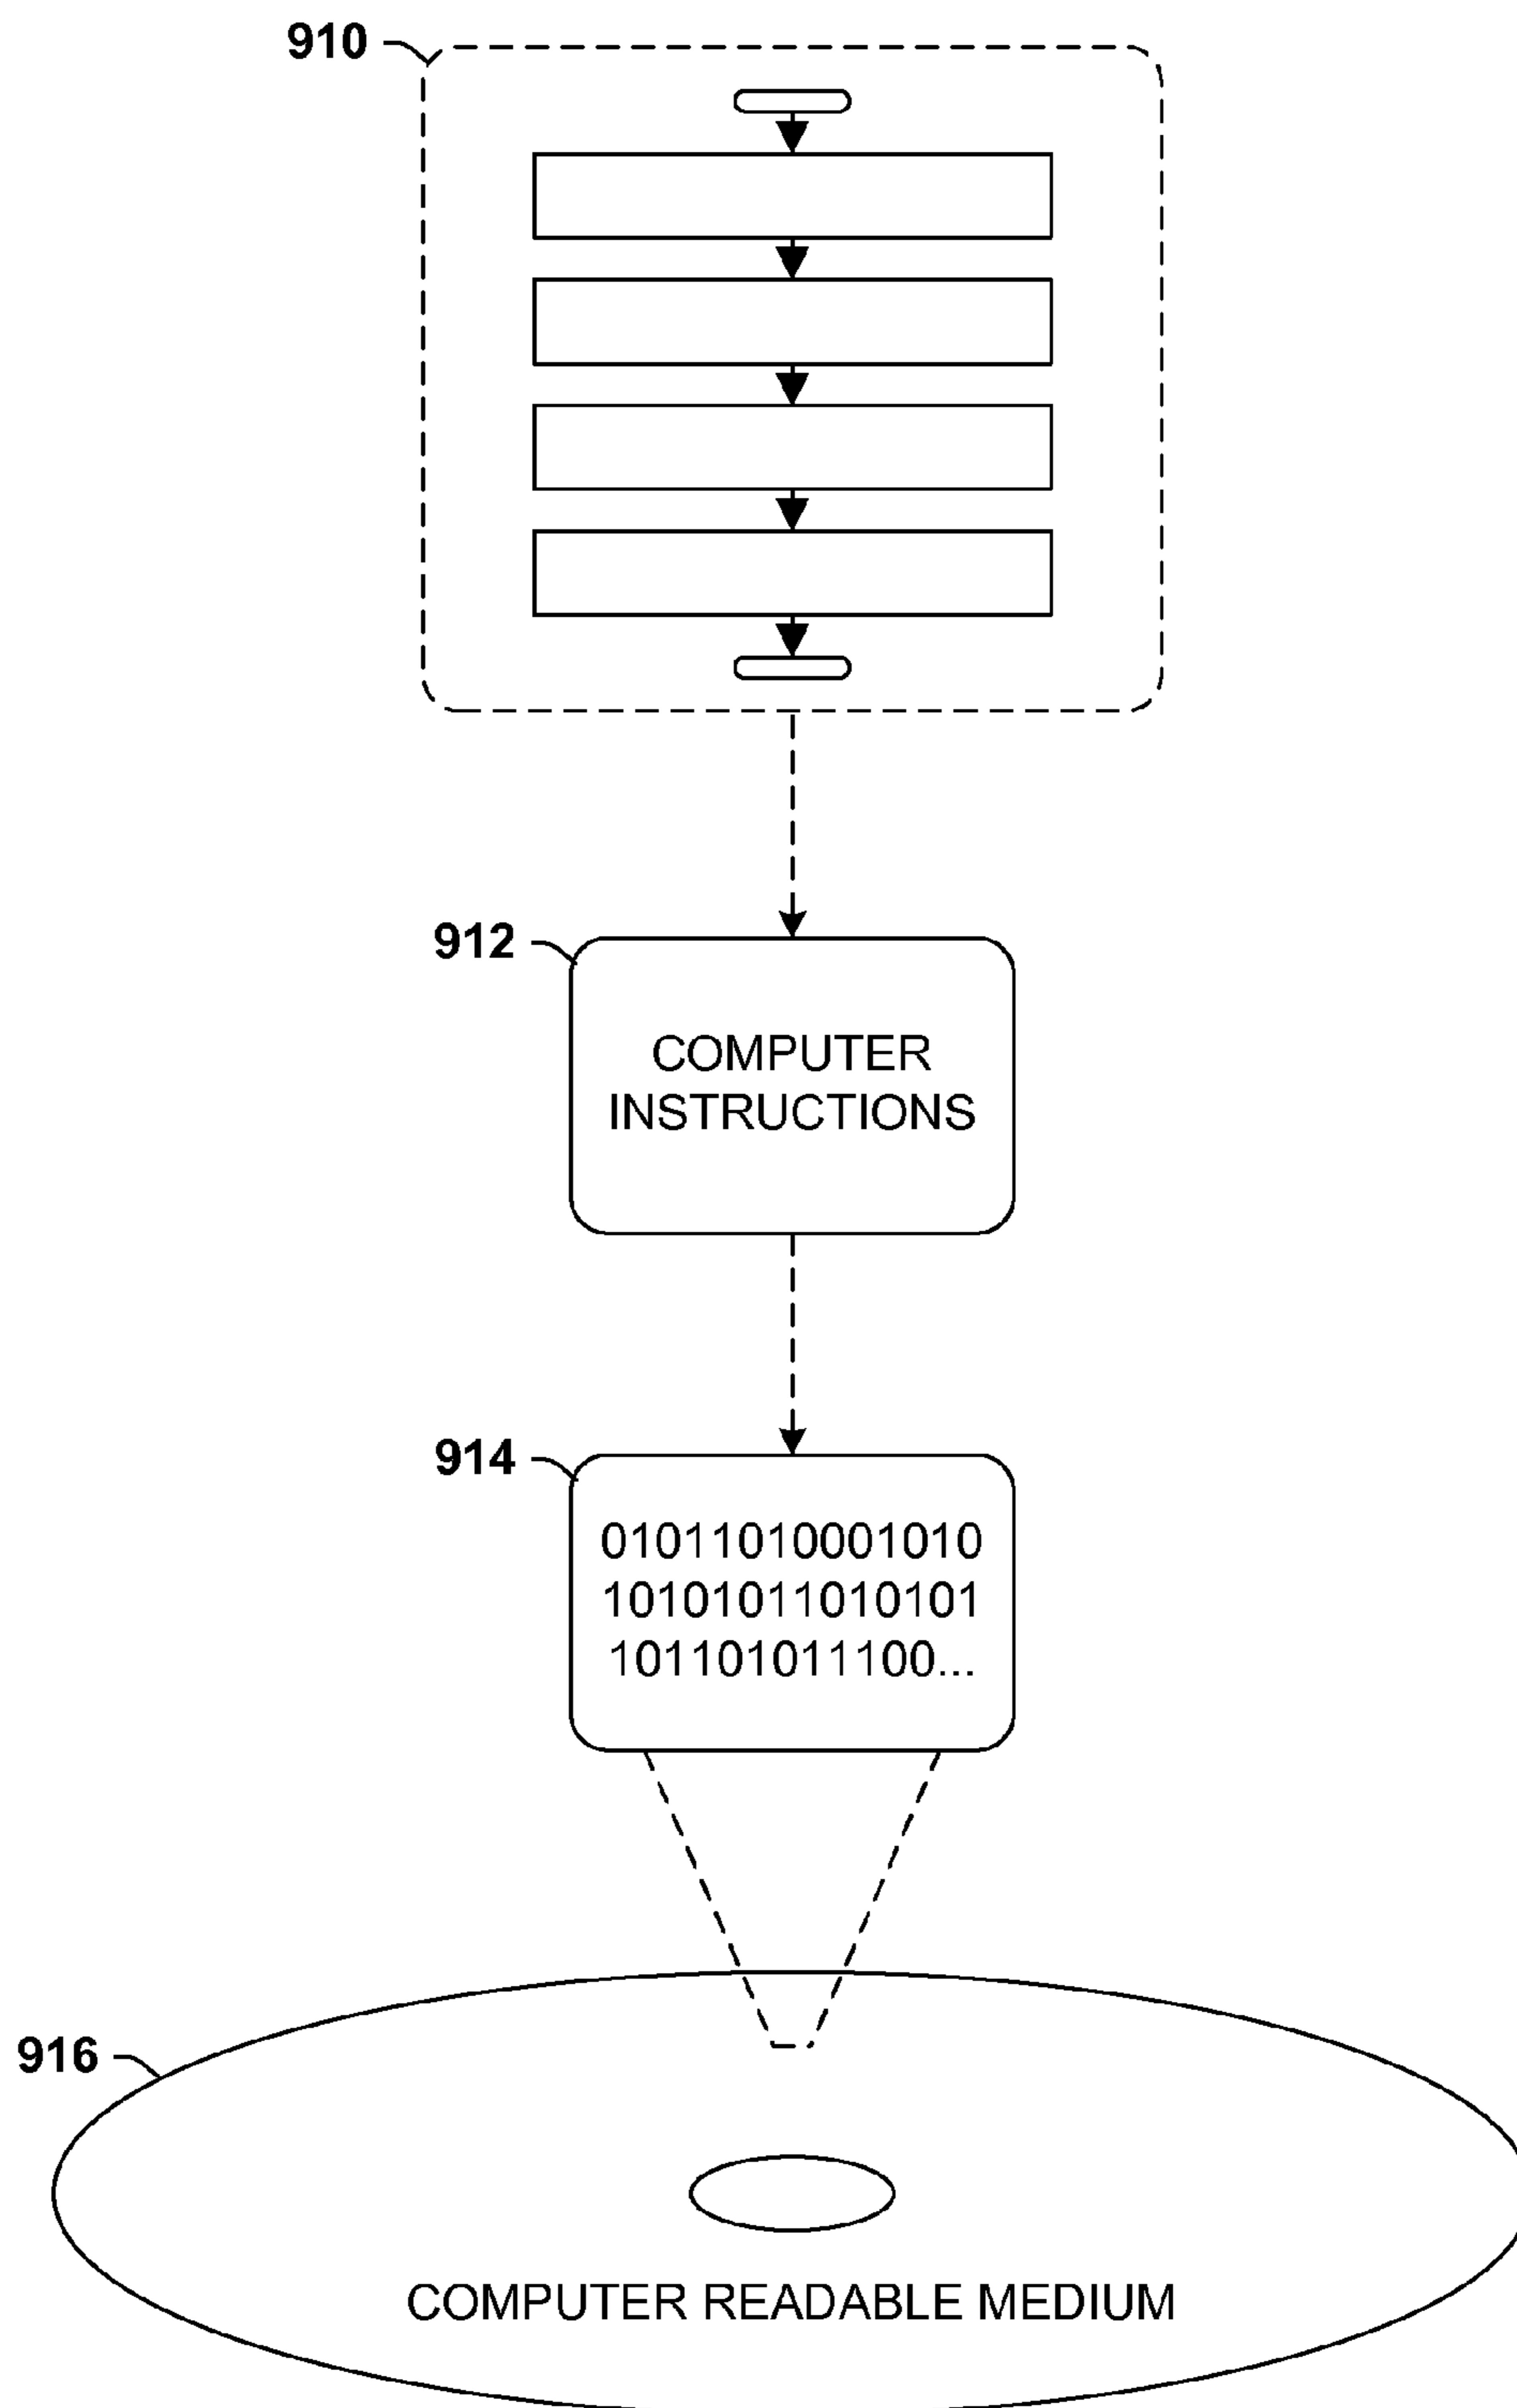 910
912
COMPUTER
INSTRUCTIONS
914
01011010001010
10101011010101
101101011100...
916
COMPUTER READABLE MEDIUM